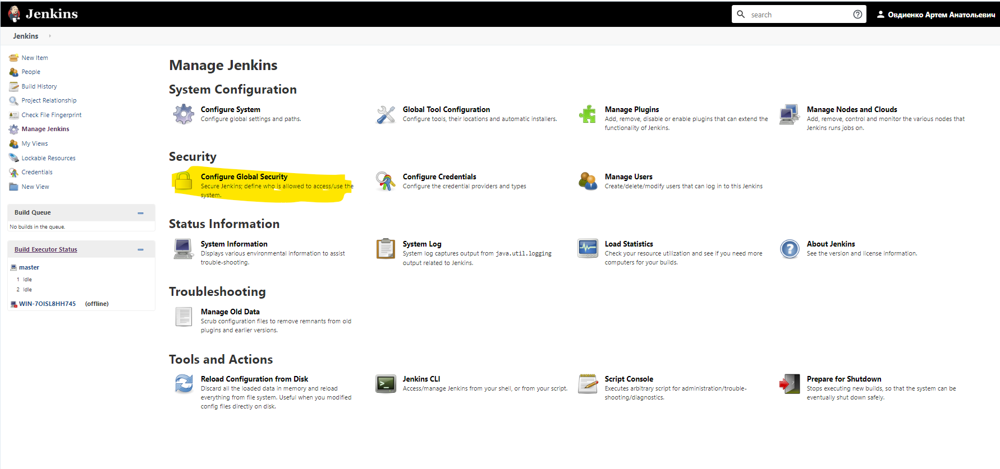 Jenkins
search
Овдиенко Артем Анатольевич
Jenkins
New Item
People
Build History
Project Relationship
Check File Fingerprint
Manage Jenkins
My Views
Lockable Resources
Credentials
New View
Build Queue
No builds in the queue.
Build Executor Status
master
1 Idle
2 Idle
WIN-7OISL8HH745 (offline)
Manage Jenkins
System Configuration
Configure System
Configure global settings and paths.
Global Tool Configuration
Configure tools, their locations and automatic installers.
Manage Plugins
Add, remove, disable or enable plugins that can extend the
functionality of Jenkins.
Manage Nodes and Clouds
Add, remove, control and monitor the various nodes that
Jenkins runs jobs on.
Security
Configure Global Security
Secure Jenkins; define who is allowed to access/use the
system.
Configure Credentials
Configure the credential providers and types
Manage Users
Create/delete/modify users that can log in to this Jenkins
Status Information
System Information
Displays various environmental information to assist
trouble-shooting.
System Log
System log captures output from java.util.logging
output related to Jenkins.
Load Statistics
Check your resource utilization and see if you need more
computers for your builds.
About Jenkins
See the version and license information.
Troubleshooting
Manage Old Data
Scrub configuration files to remove remnants from old
plugins and earlier versions.
Tools and Actions
Reload Configuration from Disk
Discard all the loaded data in memory and reload
everything from file system. Useful when you modified
config files directly on disk.
Jenkins CLI
Access/manage Jenkins from your shell, or from your script.
Script Console
Executes arbitrary script for administration/trouble-
shooting/diagnostics.
Prepare for Shutdown
Stops executing new builds, so that the system can be
eventually shut down safely.